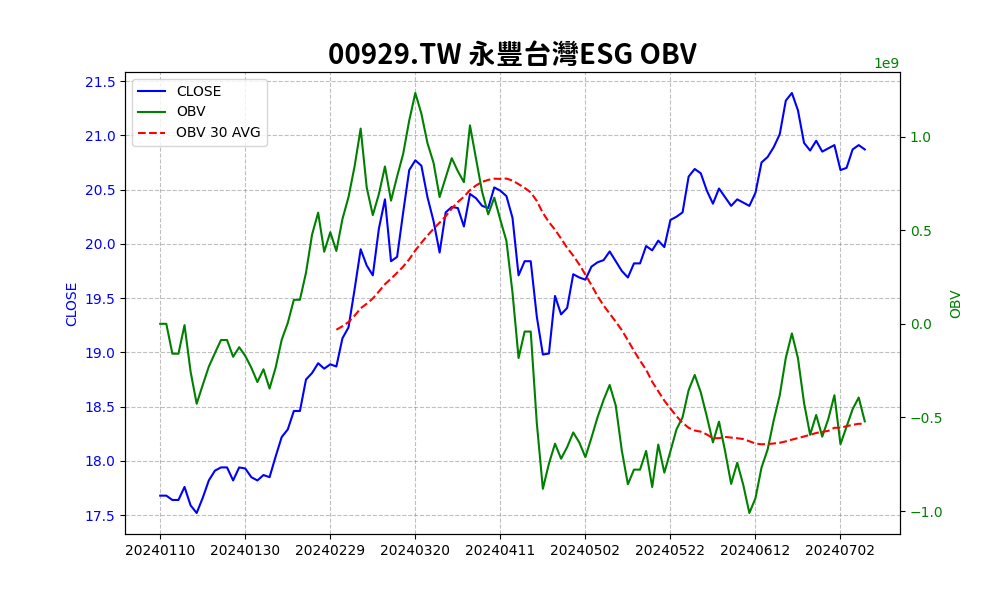 00929.TW 永豐台灣ESG OBV
1e9
CLOSE
OBV
OBV 30 AVG
21.5
21.0
20.5
20.0
19.5
19.0
18.5
18.0
17.5
CLOSE
1.0
0.5
0.0
−0.5
−1.0
OBV
20240110 20240130 20240229 20240320 20240411 20240502 20240522 20240612 20240702